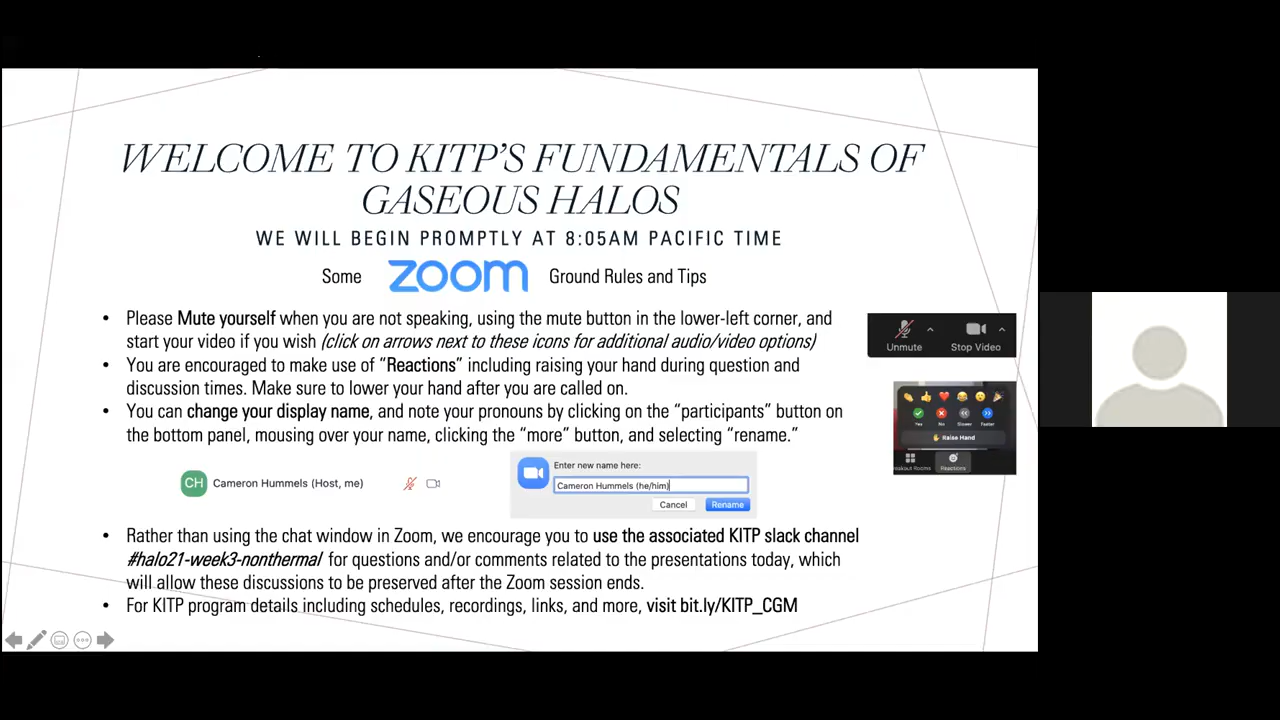 WELCOME TO KITP'S FUNDAMENTALS OF
GASEOUS HALOS
WE WILL BEGIN PROMPTLY AT 8:05AM PACIFIC TIME
Some zoom Ground Rules and Tips
• Please Mute yourself when you are not speaking, using the mute button in the lower-left corner, and
start your video if you wish (click on arrows next to these icons for additional audio/video options)
Unmute Stop Video
• You are encouraged to make use of “Reactions” including raising your hand during question and
discussion times. Make sure to lower your hand after you are called on.
• You can change your display name, and note your pronouns by clicking on the “participants” button on
the bottom panel, mousing over your name, clicking the “more” button, and selecting “rename.”
Yes No Slower Faster
Raise Hand
Breakout Rooms Reactions
CH Cameron Hummels (Host, me)
Enter new name here:
Cameron Hummels (he/him)
Cancel Rename
• Rather than using the chat window in Zoom, we encourage you to use the associated KITP slack channel
#halo21-week3-nonthermal for questions and/or comments related to the presentations today, which
will allow these discussions to be preserved after the Zoom session ends.
• For KITP program details including schedules, recordings, links, and more, visit bit.ly/KITP_CGM